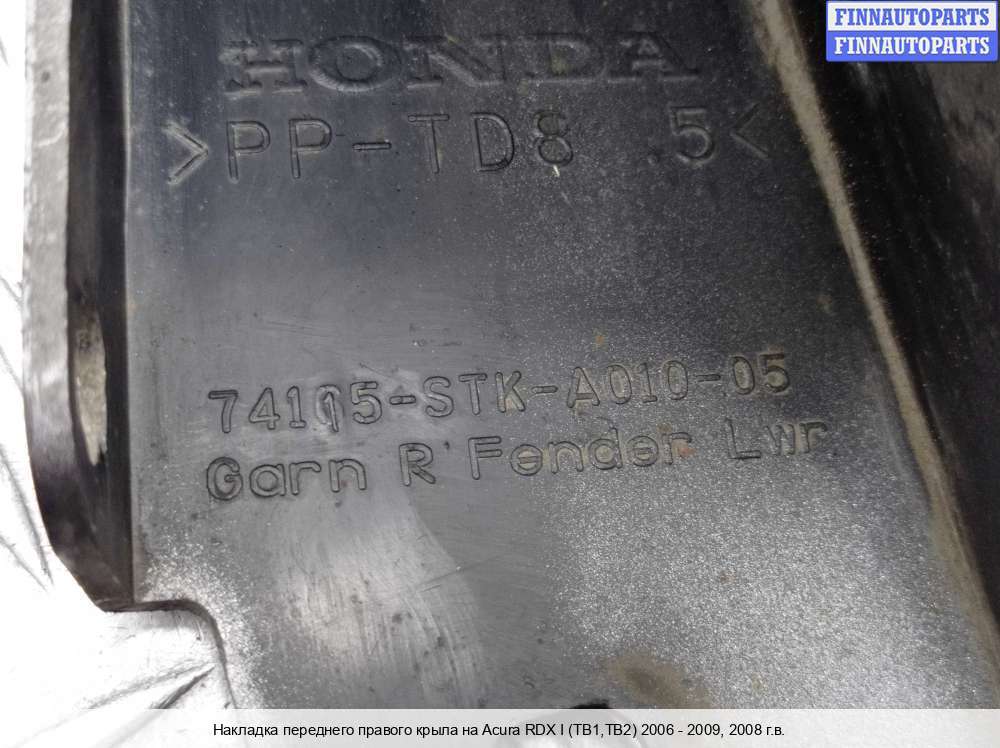 FINNAUTOPARTS
FINNAUTOPARTS
HONDA
>PP-TD8 .5<
74105-STK-A010-05
Garn R Fender Lwr
Накладка переднего правого крыла на Acura RDX I (TB1,TB2) 2006 - 2009, 2008 г.в.